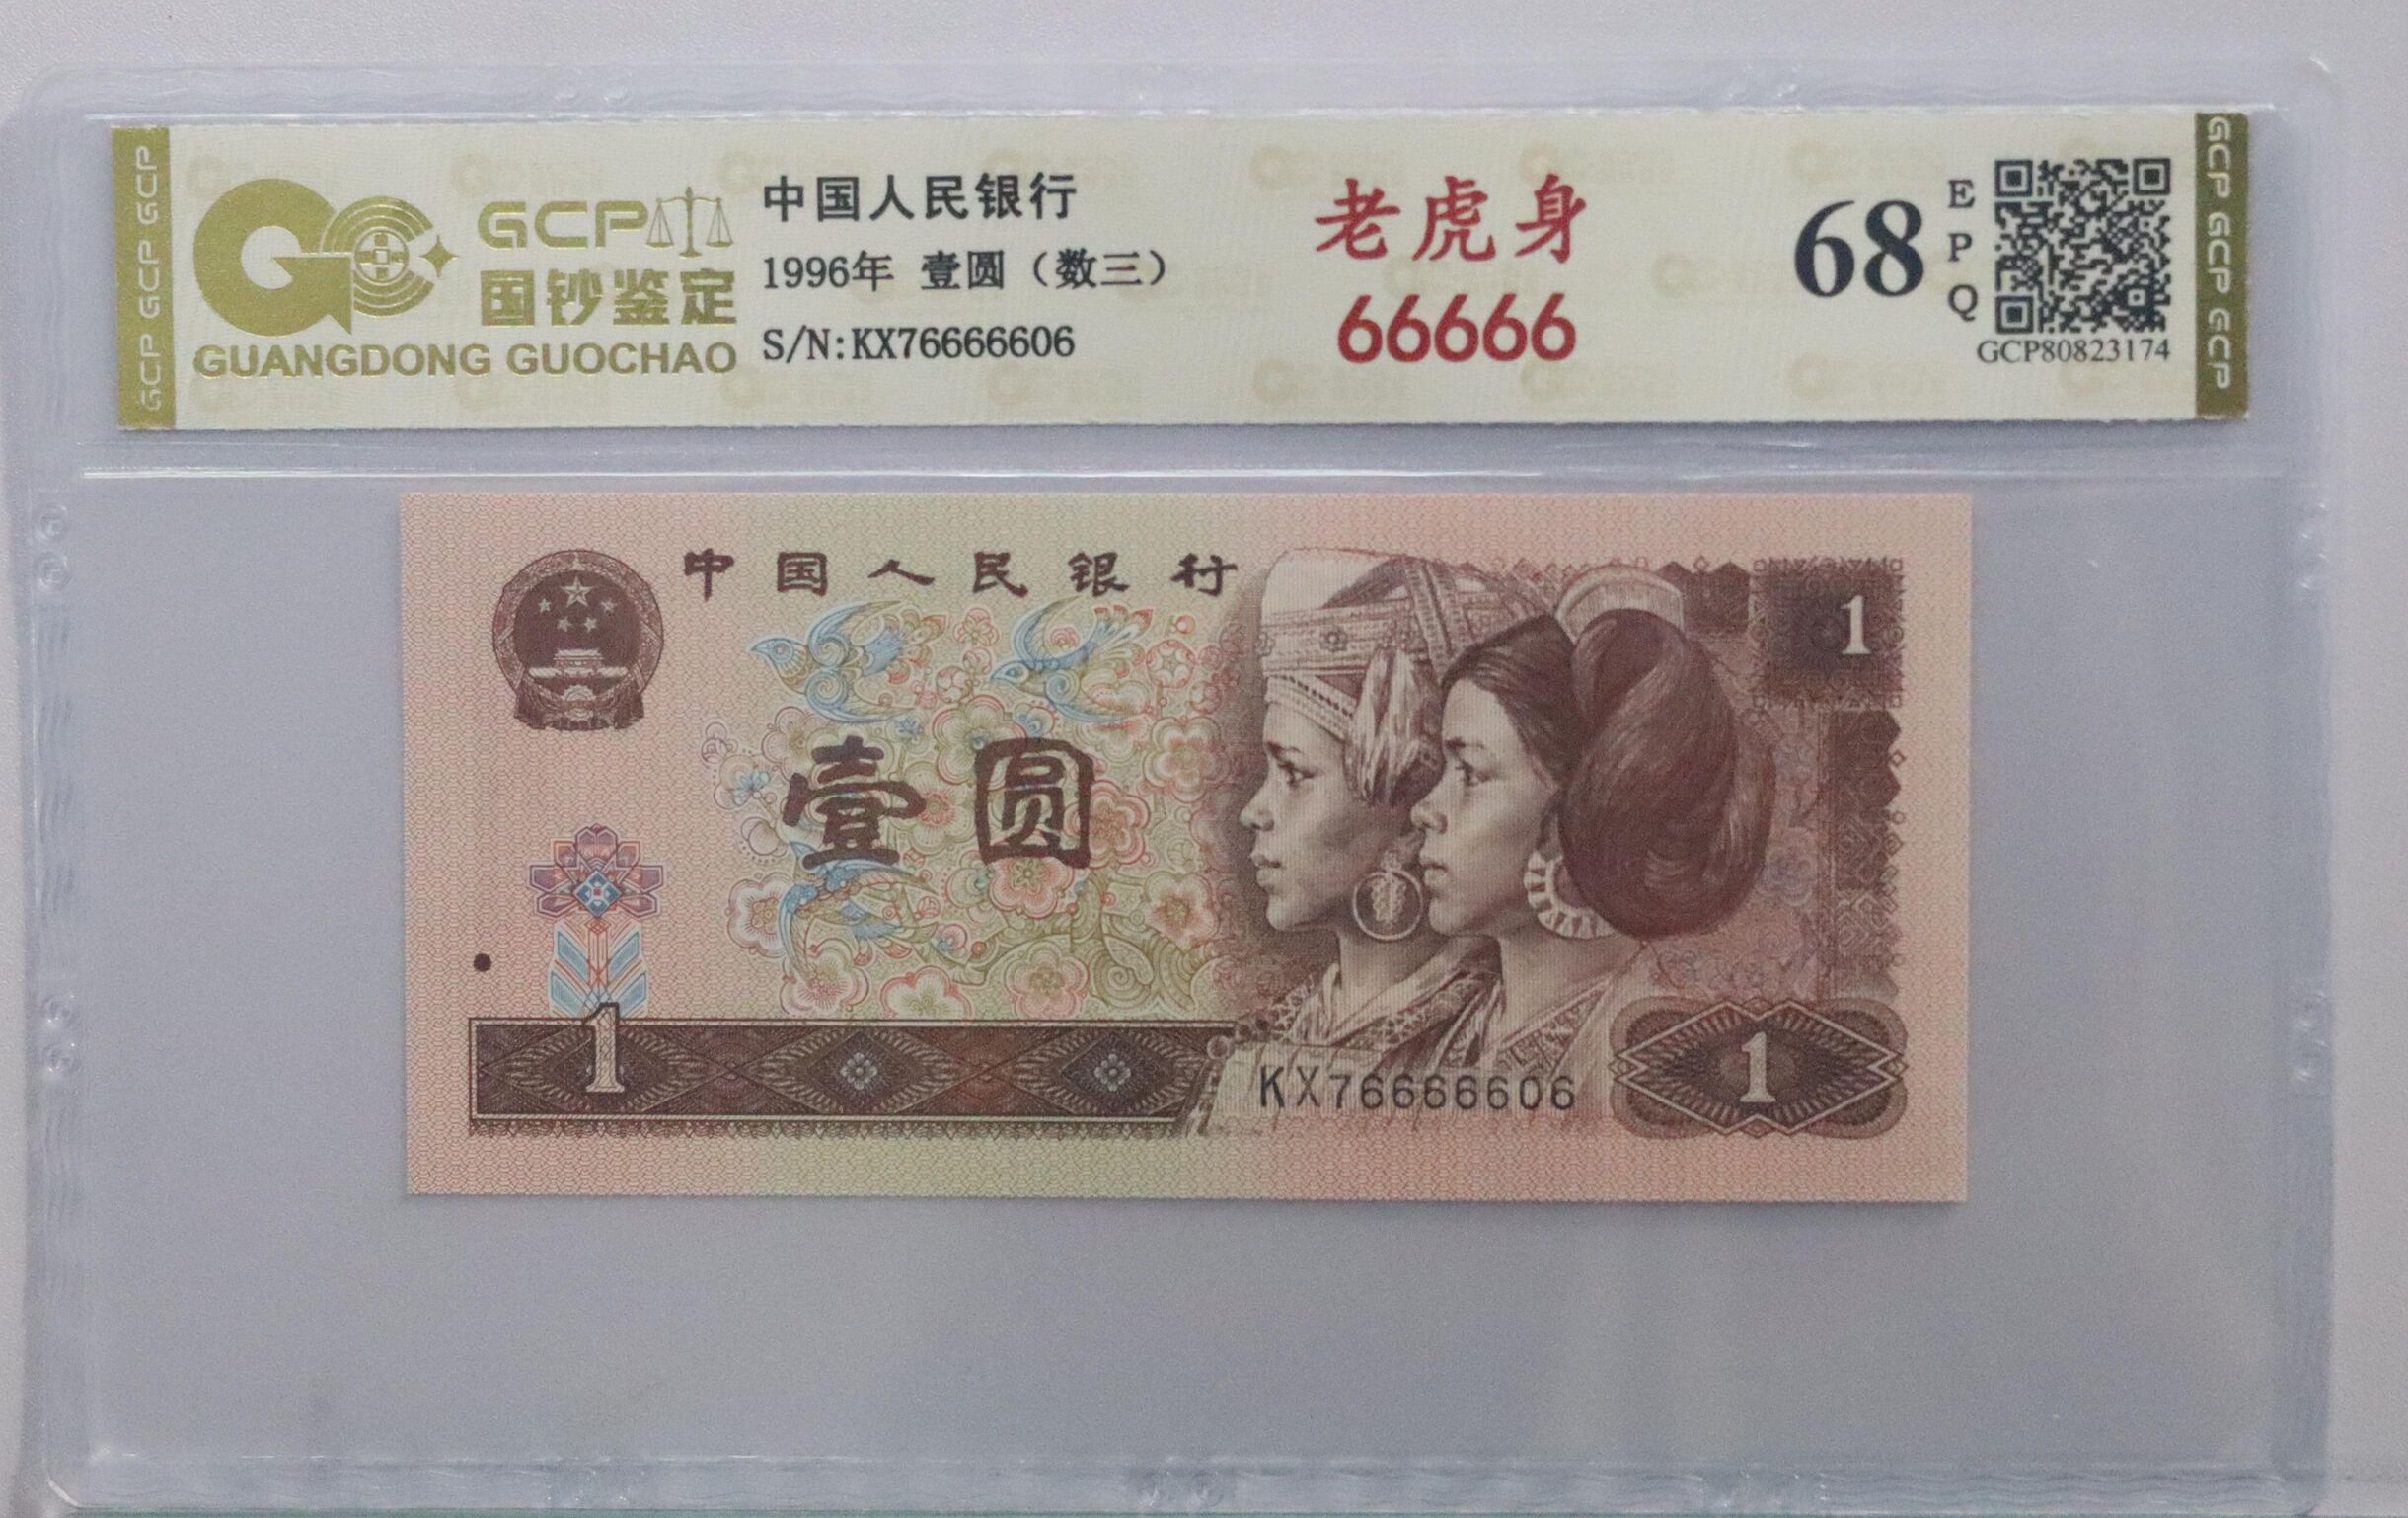 GCP GCP GCP
GCP
国钞鉴定
GUANGDONG GUOCHAO
中国人民银行
1996年 壹圆（数三）
S/N:KX76666606
老虎身
66666
68
EPQ
GCP80823174
GCP GCP GCP
中国人民银行
1
壹圆
1
KX76666606
1